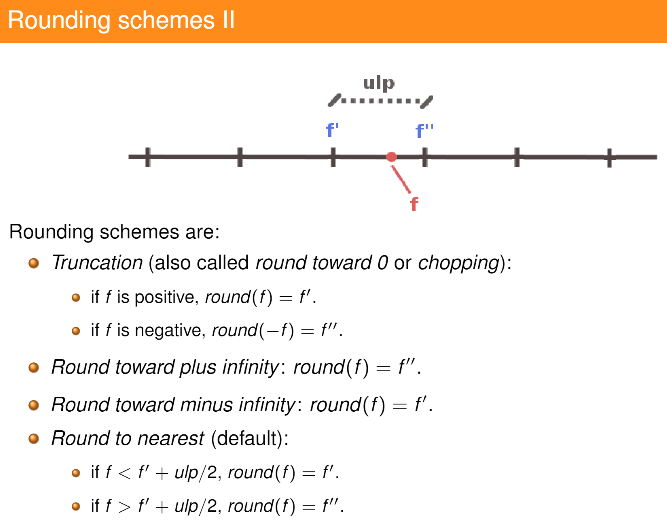 Rounding schemes II
ulp
f' f''
f
Rounding schemes are:
Truncation (also called round toward 0 or chopping):
if f is positive, round(f) = f′.
if f is negative, round(−f) = f′′.
Round toward plus infinity: round(f) = f′′.
Round toward minus infinity: round(f) = f′.
Round to nearest (default):
if f < f′ + ulp/2, round(f) = f′.
if f > f′ + ulp/2, round(f) = f′′.